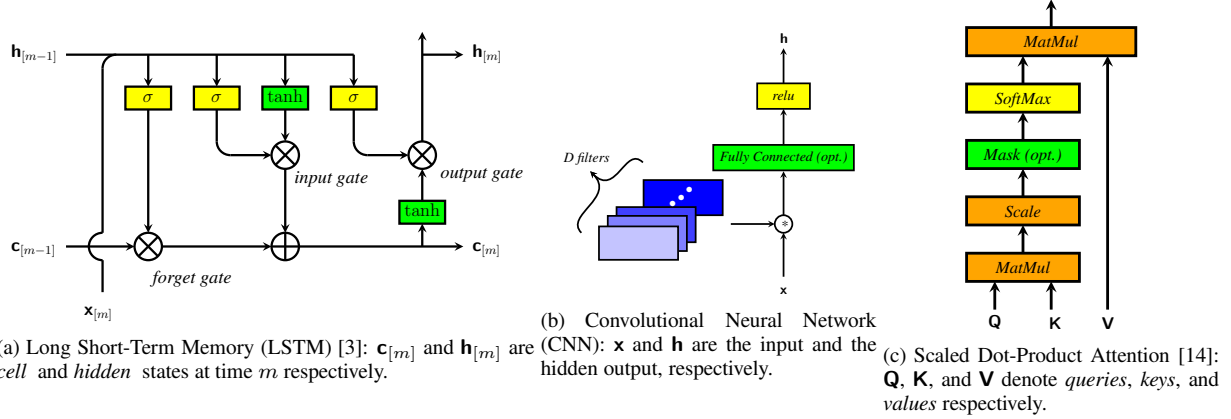 h[m−1]
h[m]
σ
σ
tanh
σ
input gate
output gate
tanh
c[m−1]
c[m]
forget gate
x[m]
(a) Long Short-Term Memory (LSTM) [3]: c[m] and h[m] are
cell and hidden states at time m respectively.
h
relu
D filters
Fully Connected (opt.)
*
x
(b) Convolutional Neural Network
(CNN): x and h are the input and the
hidden output, respectively.
MatMul
SoftMax
Mask (opt.)
Scale
MatMul
Q K V
(c) Scaled Dot-Product Attention [14]:
Q, K, and V denote queries, keys, and
values respectively.